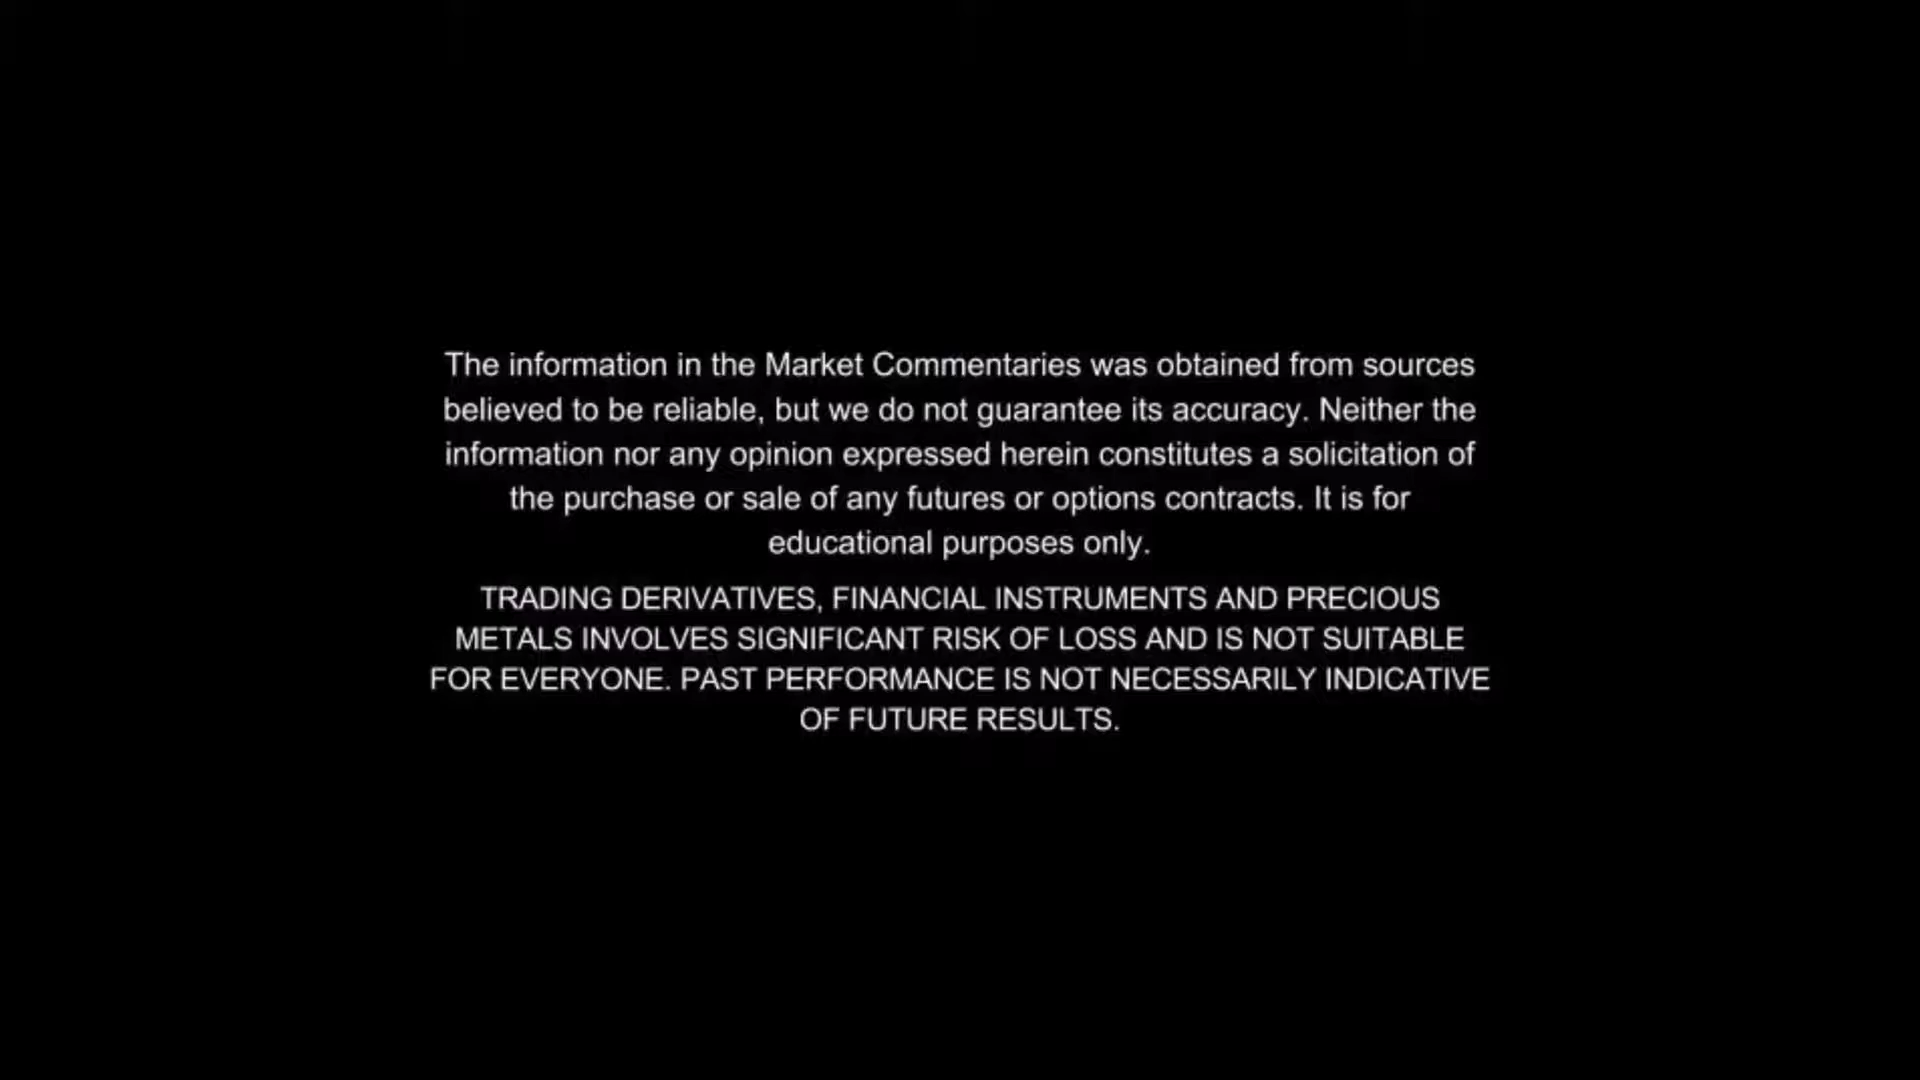 The information in the Market Commentaries was obtained from sources
believed to be reliable, but we do not guarantee its accuracy. Neither the
information nor any opinion expressed herein constitutes a solicitation of
the purchase or sale of any futures or options contracts. It is for
educational purposes only.
TRADING DERIVATIVES, FINANCIAL INSTRUMENTS AND PRECIOUS
METALS INVOLVES SIGNIFICANT RISK OF LOSS AND IS NOT SUITABLE
FOR EVERYONE. PAST PERFORMANCE IS NOT NECESSARILY INDICATIVE
OF FUTURE RESULTS.